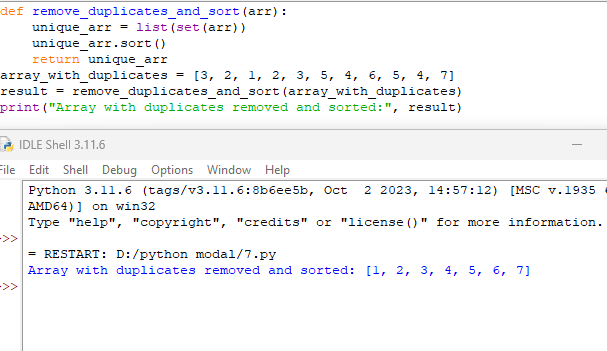 def remove_duplicates_and_sort(arr):
    unique_arr = list(set(arr))
    unique_arr.sort()
    return unique_arr
array_with_duplicates = [3, 2, 1, 2, 3, 5, 4, 6, 5, 4, 7]
result = remove_duplicates_and_sort(array_with_duplicates)
print("Array with duplicates removed and sorted:", result)
IDLE Shell 3.11.6
File Edit Shell Debug Options Window Help
Python 3.11.6 (tags/v3.11.6:8b6ee5b, Oct  2 2023, 14:57:12) [MSC v.1935 6
AMD64)] on win32
Type "help", "copyright", "credits" or "license()" for more information.
>>>
= RESTART: D:/python modal/7.py
Array with duplicates removed and sorted: [1, 2, 3, 4, 5, 6, 7]
>>>